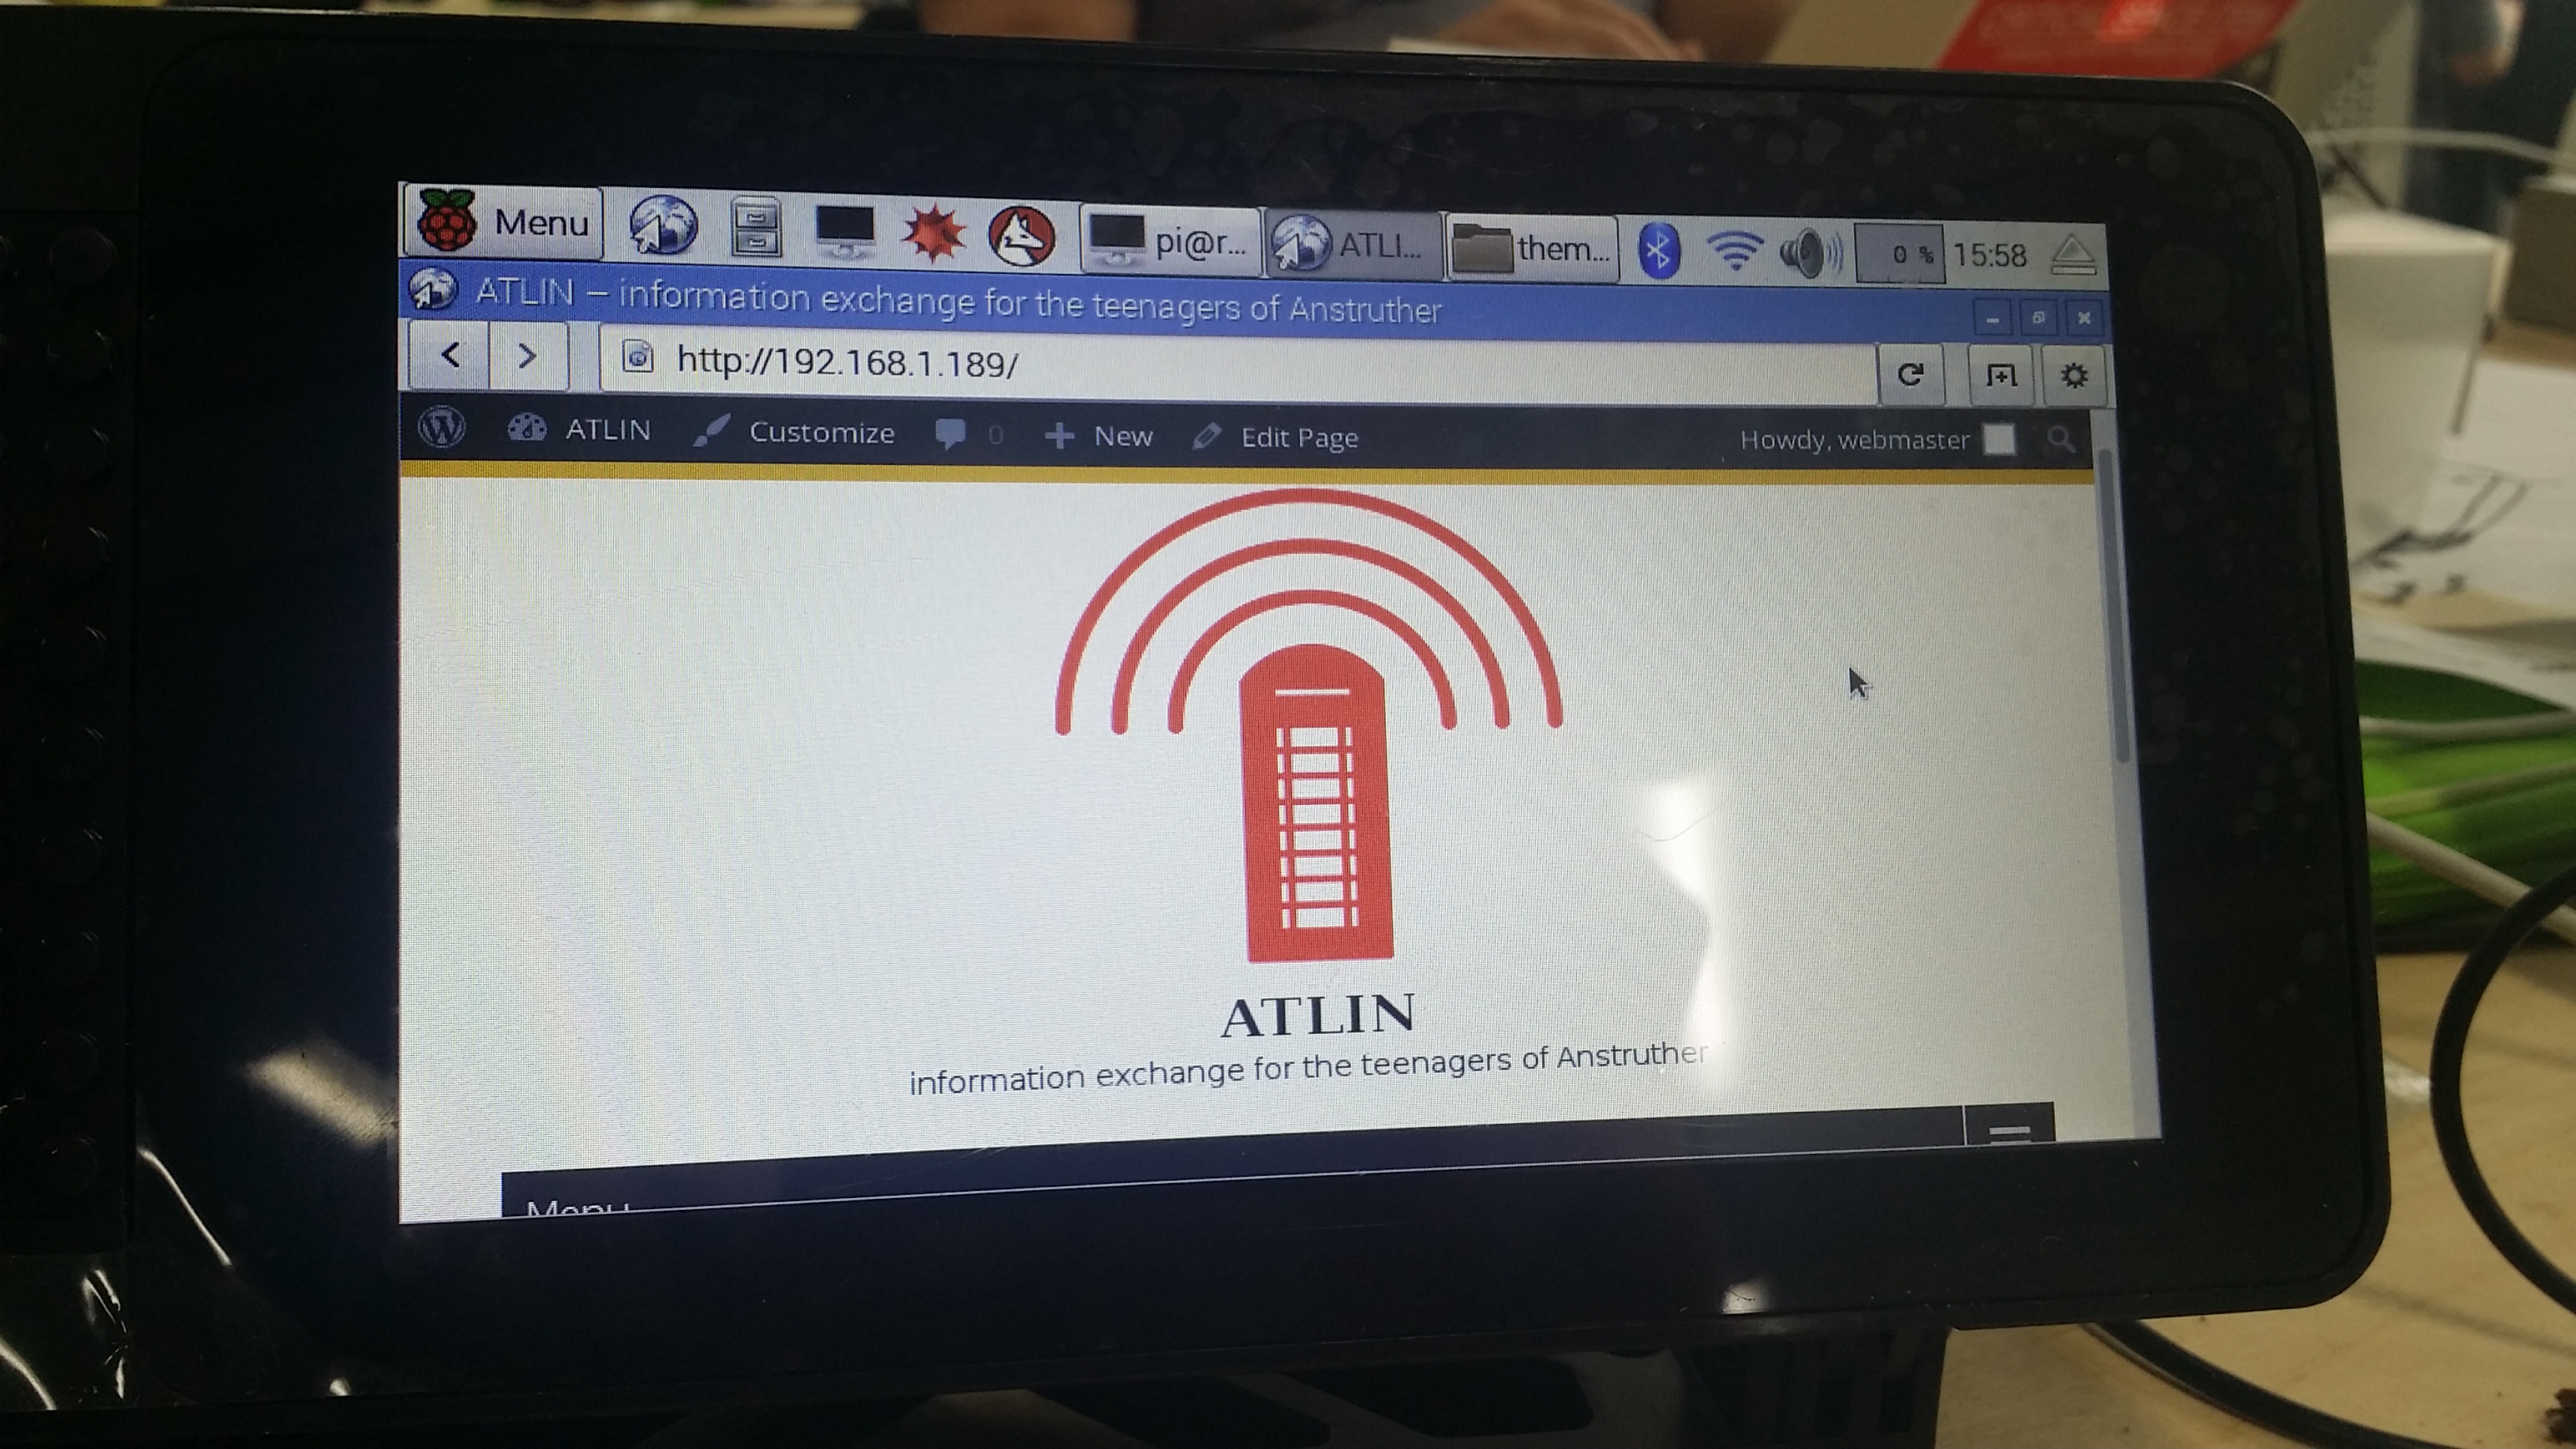 Menu
pi@r...
ATLI...
them...
0 %
15:58
ATLIN – information exchange for the teenagers of Anstruther
http://192.168.1.189/
ATLIN
Customize
0
New
Edit Page
Howdy, webmaster
ATLIN
information exchange for the teenagers of Anstruther
Menu